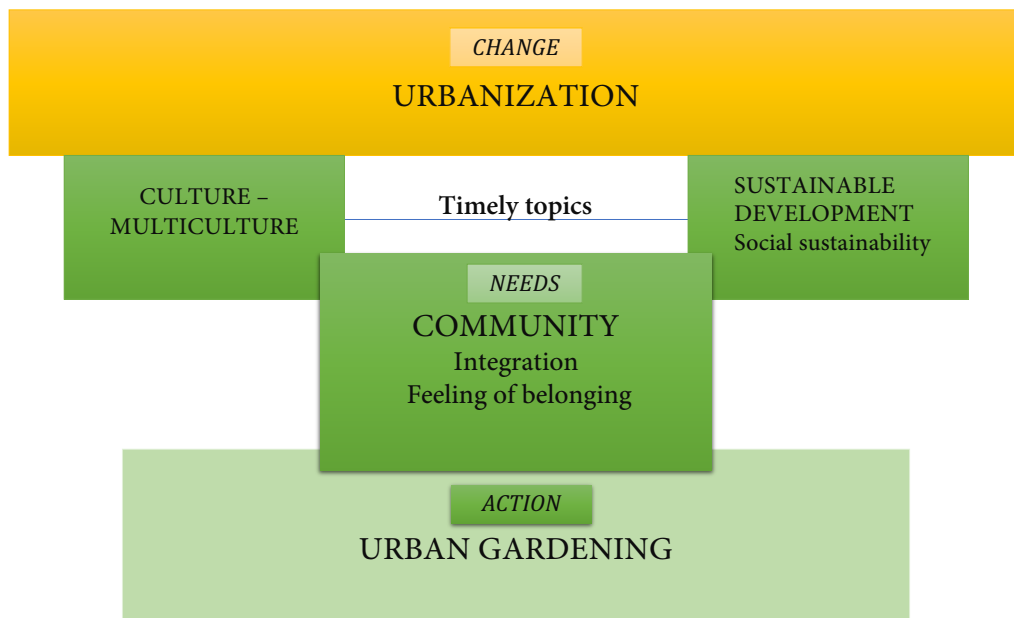 CHANGE
URBANIZATION
CULTURE –
MULTICULTURE
Timely topics
SUSTAINABLE
DEVELOPMENT
Social sustainability
NEEDS
COMMUNITY
Integration
Feeling of belonging
ACTION
URBAN GARDENING